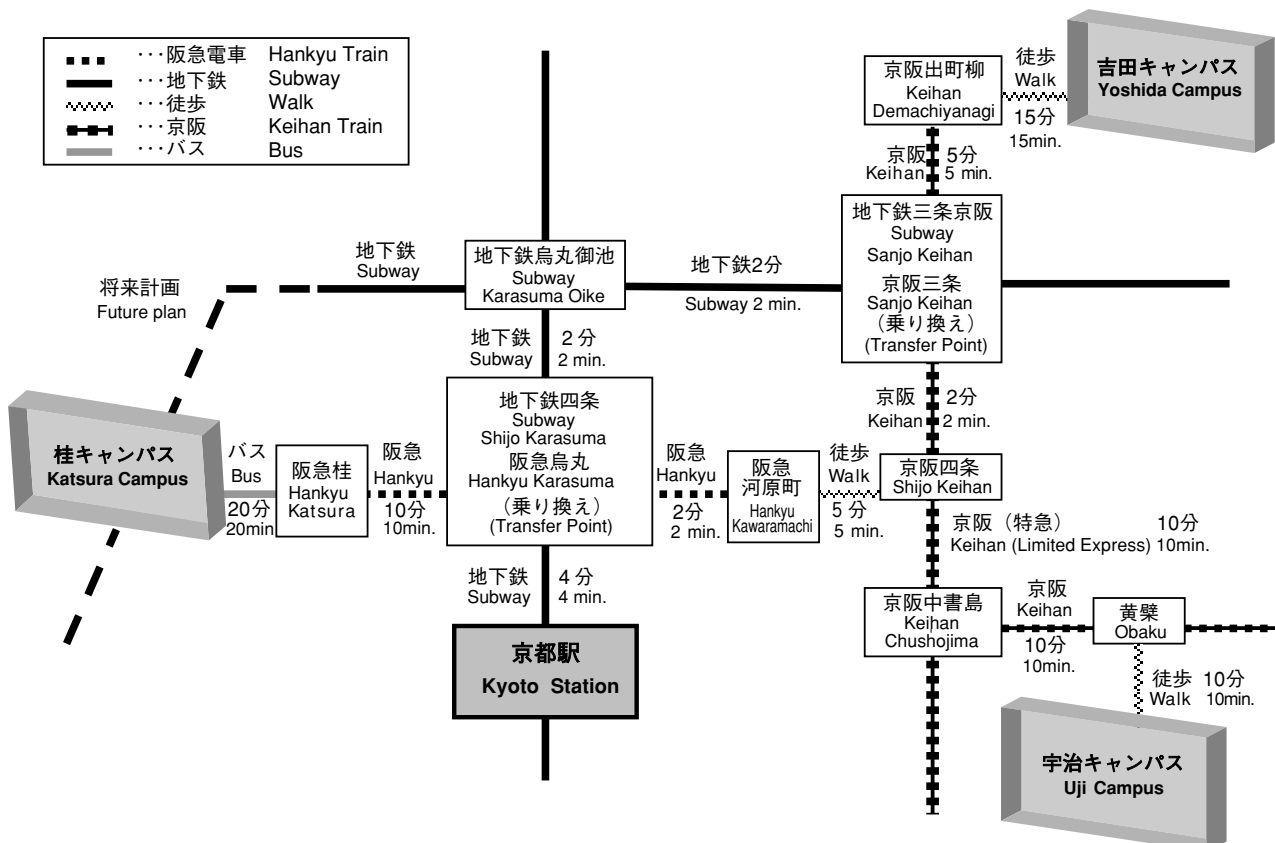 ･･･阪急電車 Hankyu Train
･･･地下鉄 Subway
･･･徒歩 Walk
･･･京阪 Keihan Train
･･･バス Bus
京阪出町柳
Keihan
Demachiyanagi
徒歩
Walk
15分
15min.
吉田キャンパス
Yoshida Campus
京阪 5分
Keihan 5 min.
地下鉄三条京阪
Subway
Sanjo Keihan
京阪三条
Sanjo Keihan
（乗り換え）
(Transfer Point)
地下鉄
Subway
地下鉄烏丸御池
Subway
Karasuma Oike
地下鉄2分
Subway 2 min.
将来計画
Future plan
地下鉄 2 分
Subway 2 min.
京阪 2分
Keihan 2 min.
桂キャンパス
Katsura Campus
バス
Bus
20分
20min
阪急桂
Hankyu
Katsura
阪急
Hankyu
10分
10min.
地下鉄四条
Subway
Shijo Karasuma
阪急烏丸
Hankyu Karasuma
（乗り換え）
(Transfer Point)
阪急
Hankyu
2分
2 min.
阪急
河原町
Hankyu
Kawaramachi
徒歩
Walk
5 分
5 min.
京阪四条
Shijo Keihan
京阪（特急） 10分
Keihan (Limited Express) 10min.
地下鉄 4 分
Subway 4 min.
京都駅
Kyoto Station
京阪中書島
Keihan
Chushojima
京阪
Keihan
10分
10min.
黄檗
Obaku
徒歩 10分
Walk 10min.
宇治キャンパス
Uji Campus